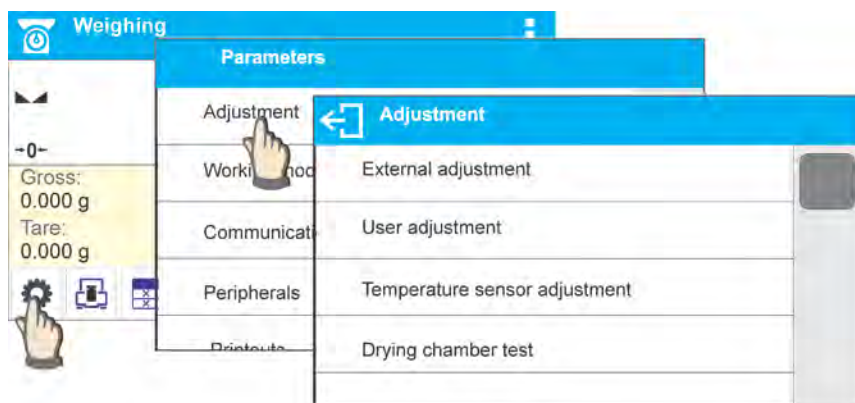 Weighing
Parameters
Adjustment
Adjustment
→0←
Gross:
0.000 g
Tare:
0.000 g
External adjustment
User adjustment
Communicati
Temperature sensor adjustment
Peripherals
Drying chamber test